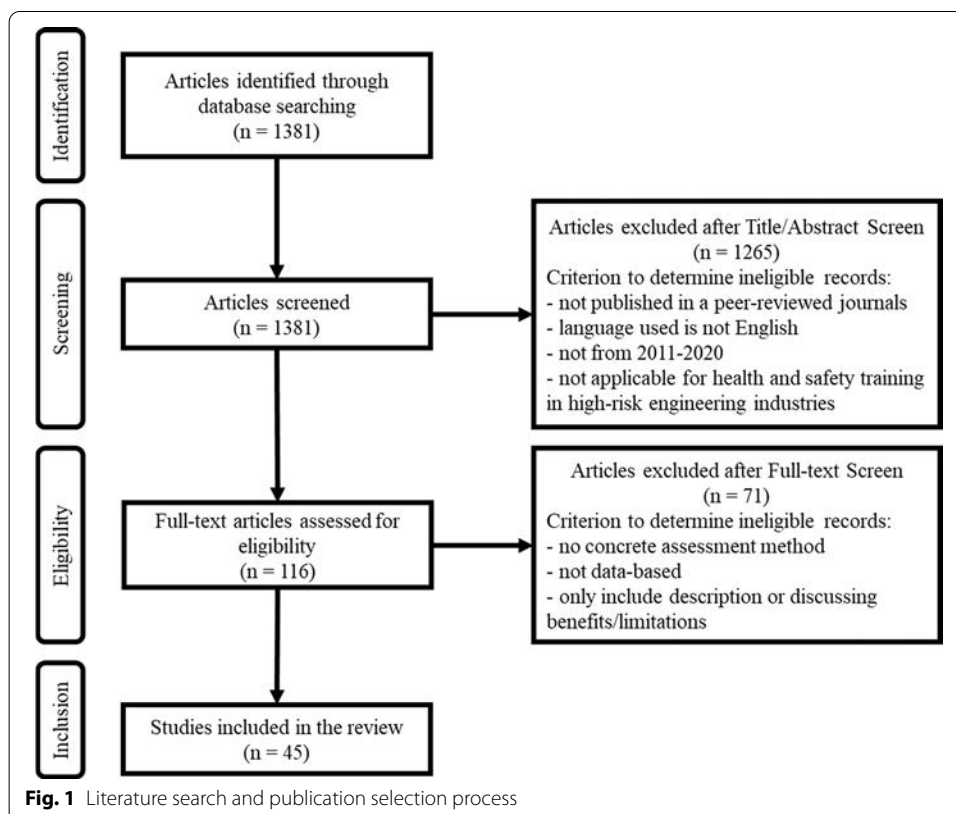 Identification
Articles identified through
database searching
(n = 1381)
Screening
Articles screened
(n = 1381)
Articles excluded after Title/Abstract Screen
(n = 1265)
Criterion to determine ineligible records:
- not published in a peer-reviewed journals
- language used is not English
- not from 2011-2020
- not applicable for health and safety training
in high-risk engineering industries
Eligibility
Full-text articles assessed for
eligibility
(n = 116)
Articles excluded after Full-text Screen
(n = 71)
Criterion to determine ineligible records:
- no concrete assessment method
- not data-based
- only include description or discussing
benefits/limitations
Inclusion
Studies included in the review
(n = 45)
Fig. 1 Literature search and publication selection process